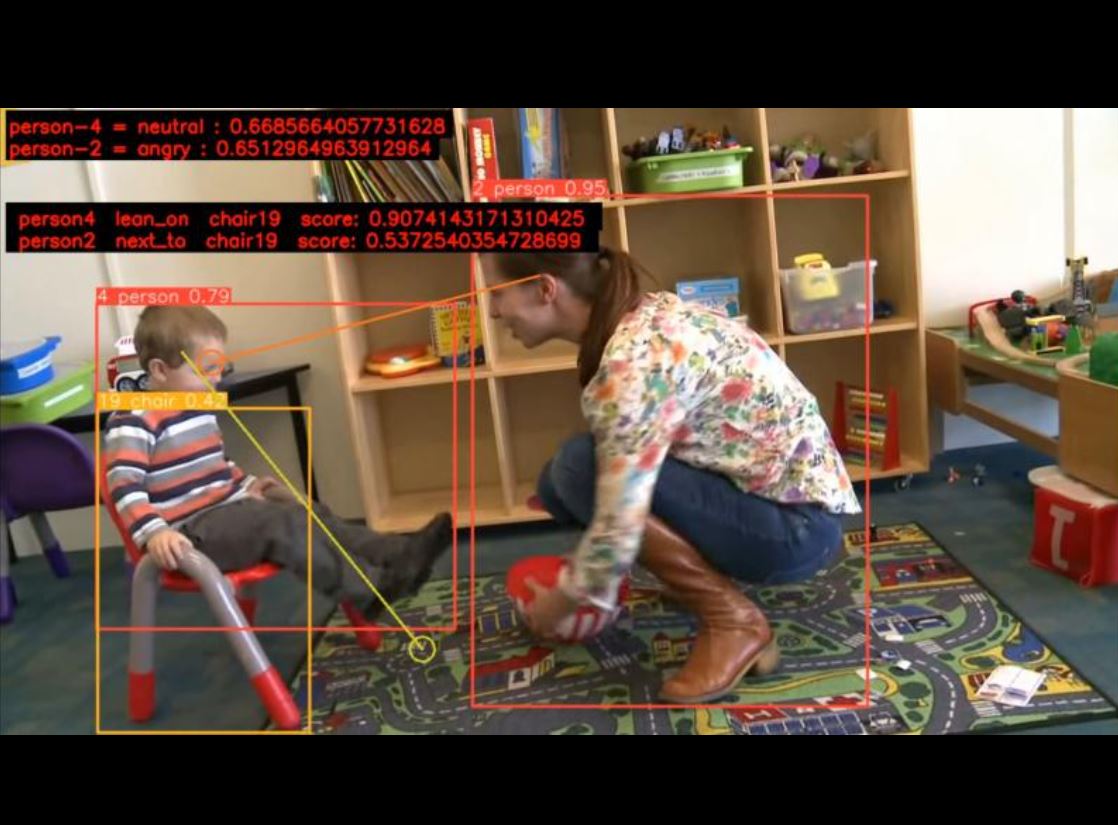 person-4 = neutral : 0.6685664057731628
person-2 = angry : 0.6512964963912964
2 person 0.95
person4 lean_on chair19 score: 0.9074143171310425
person2 next_to chair19 score: 0.5372540354728699
4 person 0.79
19 chair 0.42